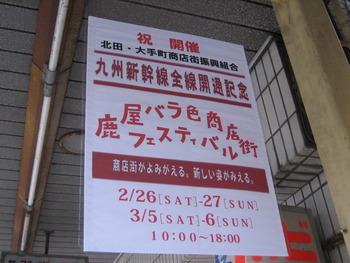 祝 開催
北田・大手町商店街振興組合
九州新幹線全線開通記念
鹿屋バラ色商店街
フェスティバル
商店街がよみがえる。新しい姿がみえる。
2/26[SAT]-27[SUN]
3/5[SAT]-6[SUN]
10:00~18:00